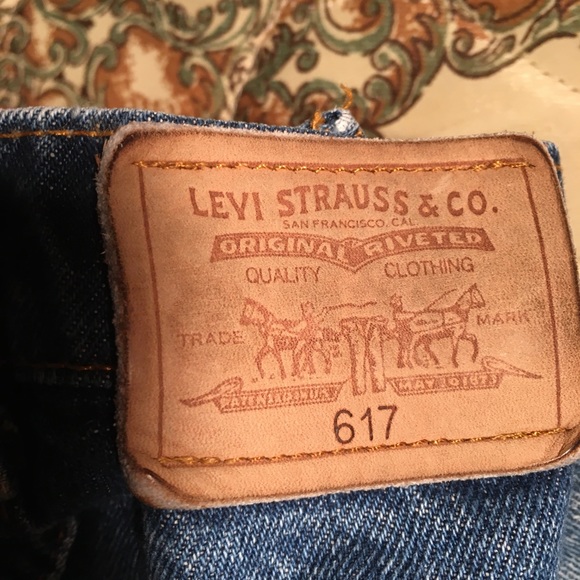 LEVI STRAUSS & CO.
SAN FRANCISCO, CAL.
ORIGINAL RIVETED
QUALITY CLOTHING
TRADE MARK
MAY 20 1873
617